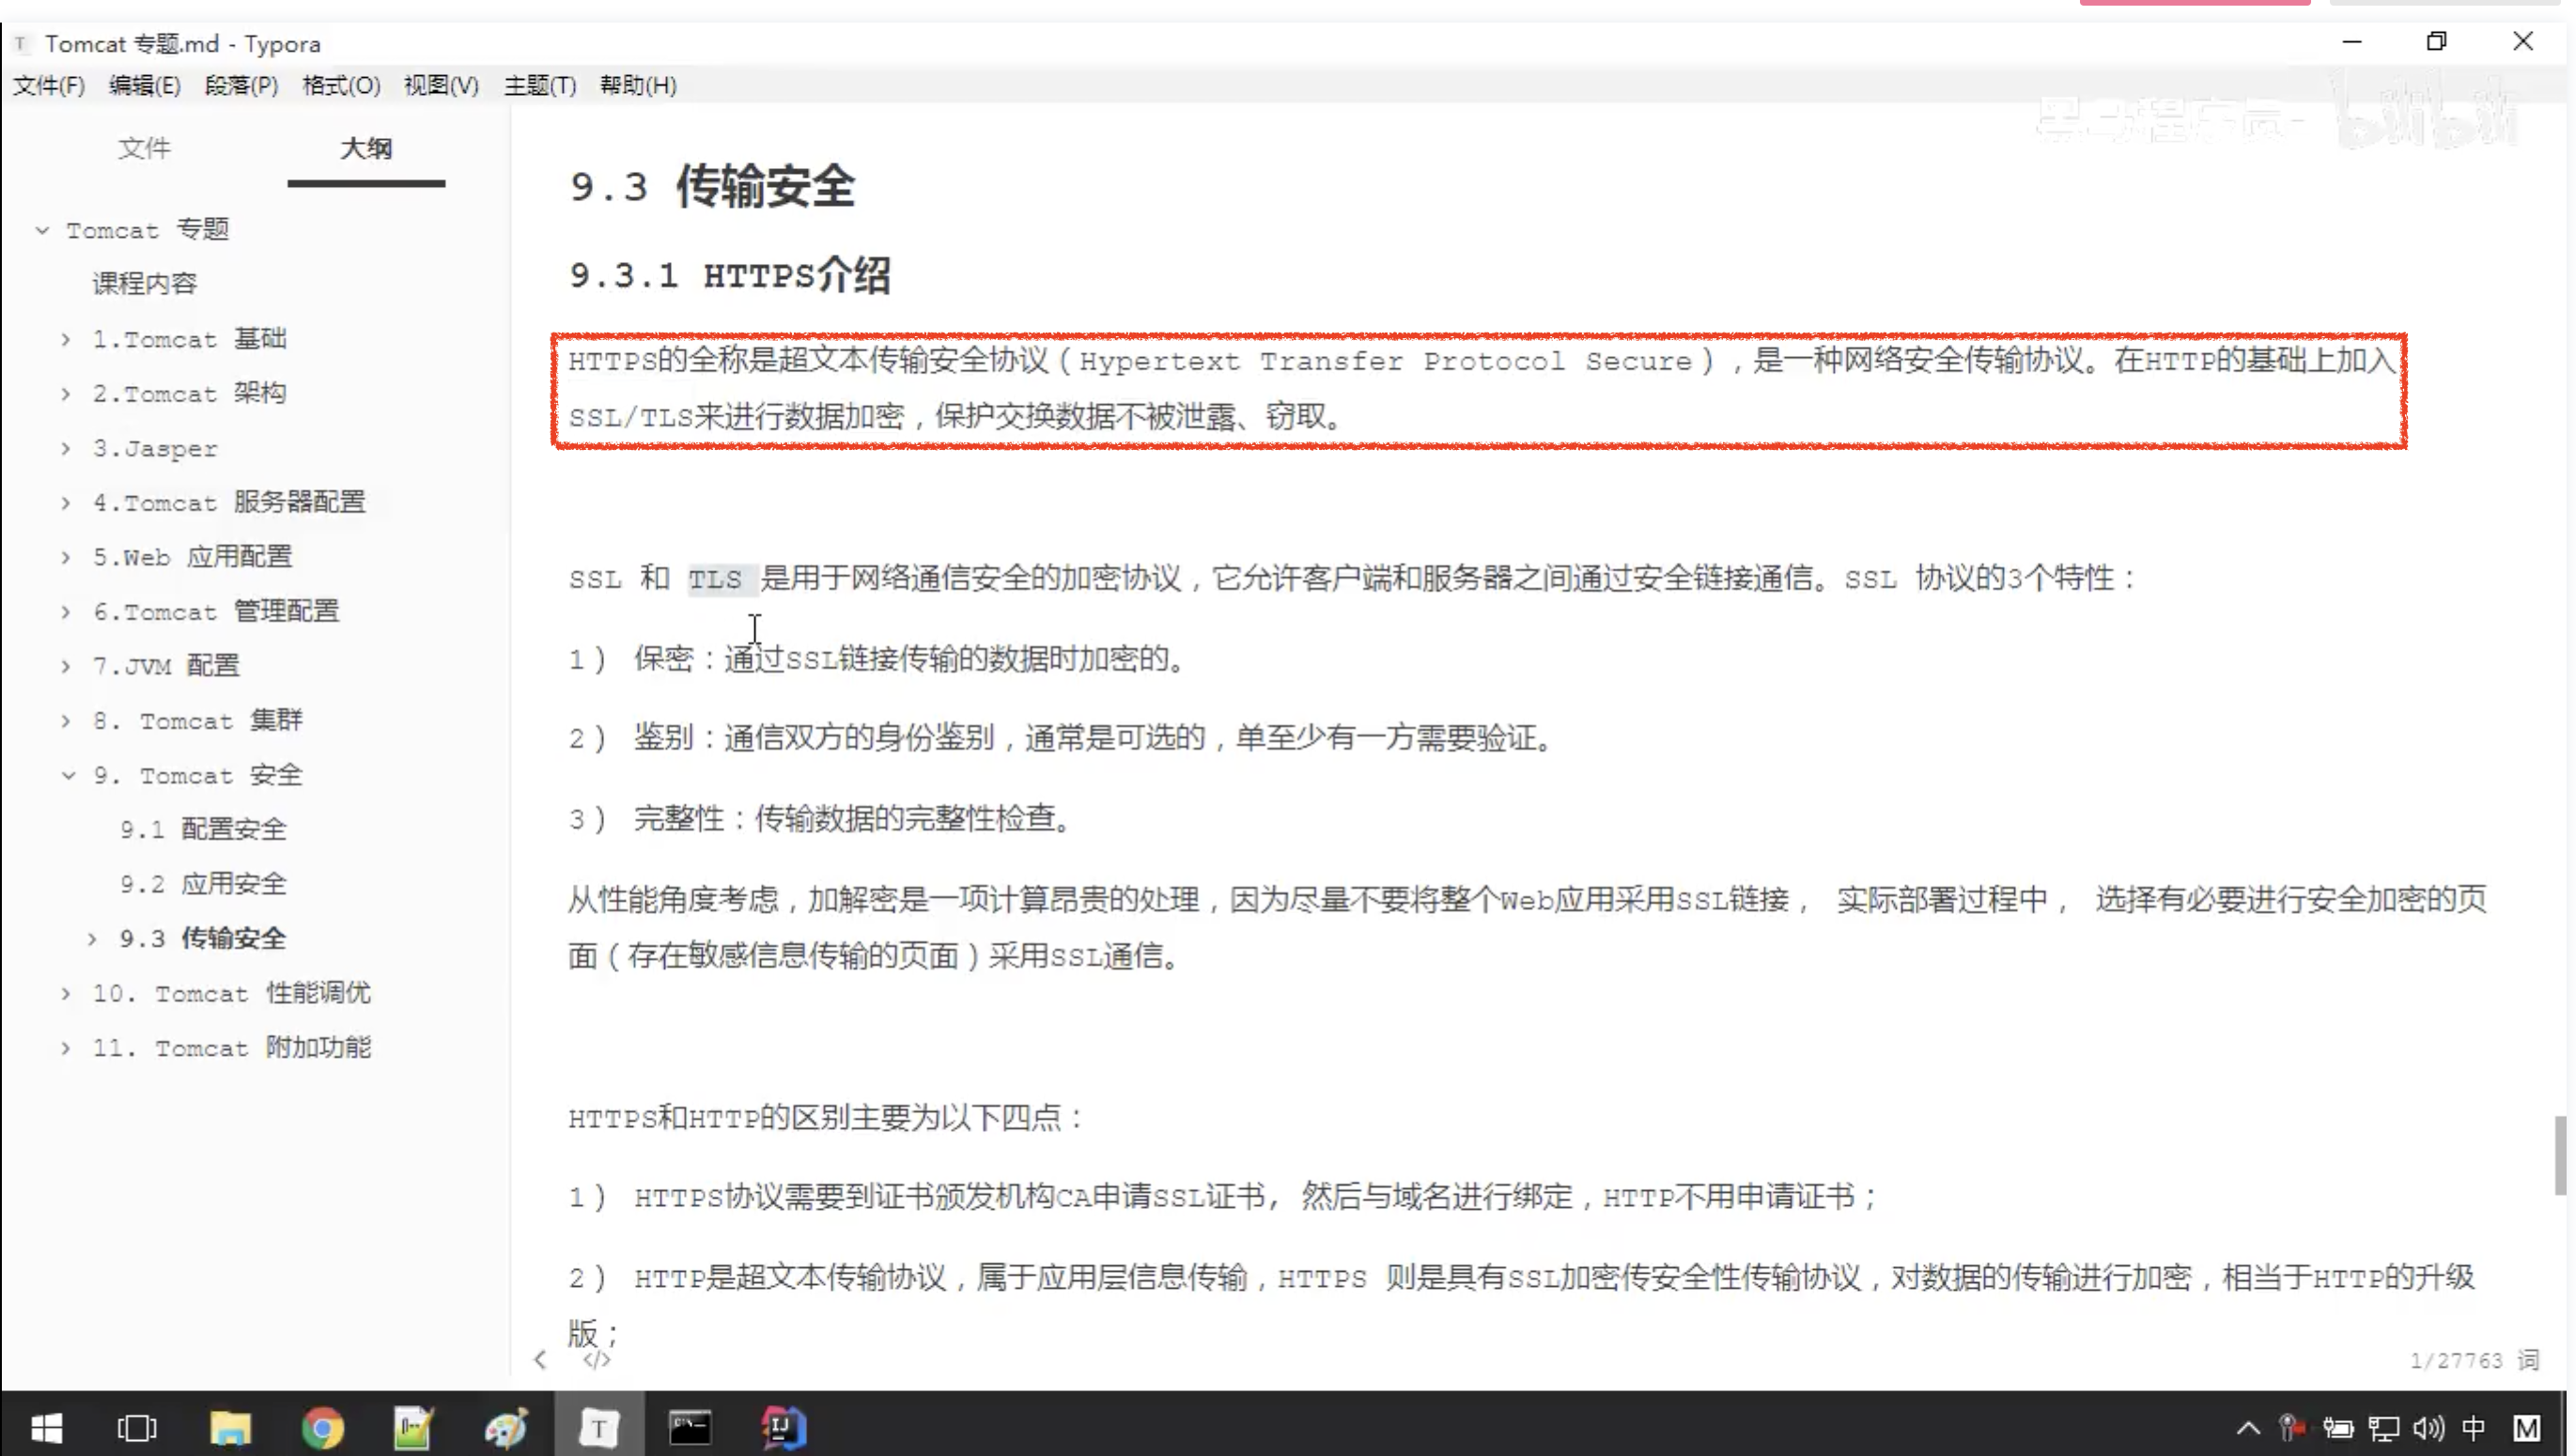 Tomcat 专题.md - Typora
文件(F) 编辑(E) 段落(P) 格式(O) 视图(V) 主题(T) 帮助(H)
黑马程序员- bilibili
文件 大纲
Tomcat 专题
课程内容
1.Tomcat 基础
2.Tomcat 架构
3.Jasper
4.Tomcat 服务器配置
5.Web 应用配置
6.Tomcat 管理配置
7.JVM 配置
8. Tomcat 集群
9. Tomcat 安全
9.1 配置安全
9.2 应用安全
9.3 传输安全
10. Tomcat 性能调优
11. Tomcat 附加功能
9.3 传输安全
9.3.1 HTTPS介绍
HTTPS的全称是超文本传输安全协议（Hypertext Transfer Protocol Secure），是一种网络安全传输协议。在HTTP的基础上加入
SSL/TLS来进行数据加密，保护交换数据不被泄露、窃取。
SSL 和 TLS 是用于网络通信安全的加密协议，它允许客户端和服务器之间通过安全链接通信。SSL 协议的3个特性：
1） 保密：通过SSL链接传输的数据时加密的。
2） 鉴别：通信双方的身份鉴别，通常是可选的，单至少有一方需要验证。
3） 完整性：传输数据的完整性检查。
从性能角度考虑，加解密是一项计算昂贵的处理，因为尽量不要将整个Web应用采用SSL链接， 实际部署过程中， 选择有必要进行安全加密的页
面（存在敏感信息传输的页面）采用SSL通信。
HTTPS和HTTP的区别主要为以下四点：
1） HTTPS协议需要到证书颁发机构CA申请SSL证书, 然后与域名进行绑定，HTTP不用申请证书；
2） HTTP是超文本传输协议，属于应用层信息传输，HTTPS 则是具有SSL加密传安全性传输协议，对数据的传输进行加密，相当于HTTP的升级
版；
1/27763 词
中